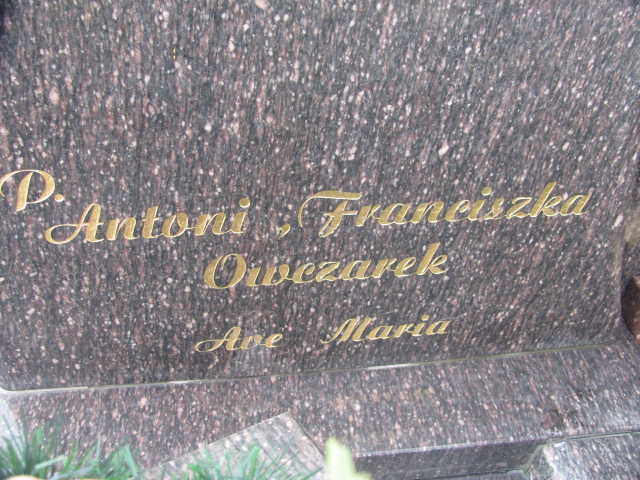 P. Antoni, Franciszka
Owczarek
Ave Maria